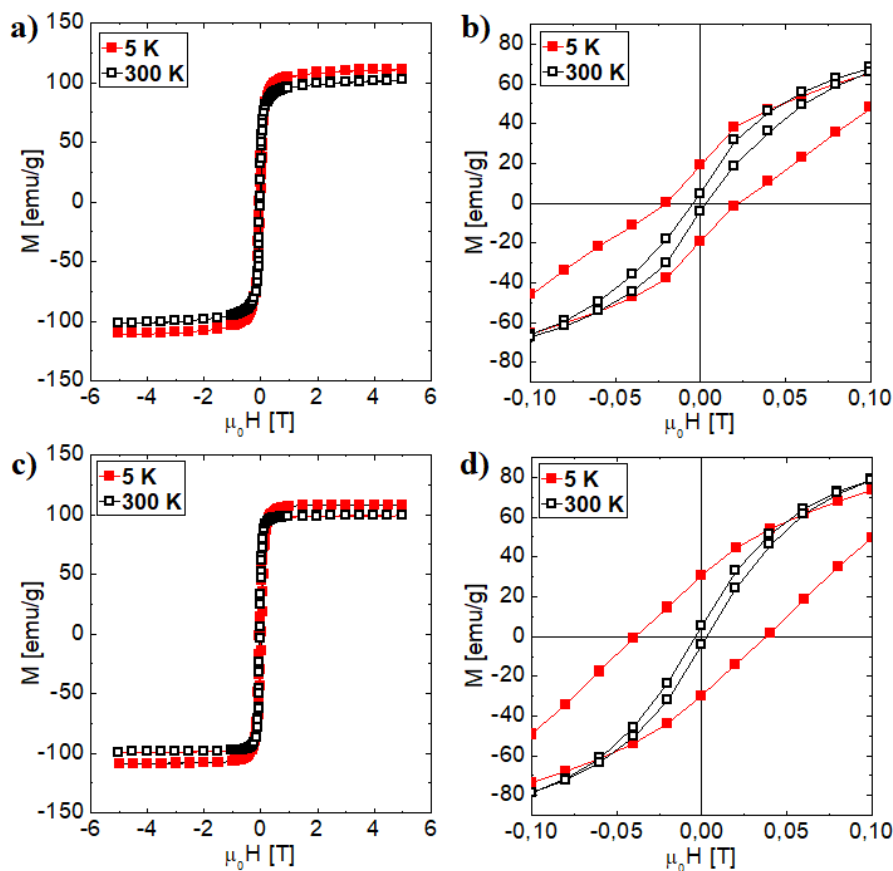 a)
5 K
300 K
M [emu/g]
150
100
50
0
-50
-100
-150
-6 -4 -2 0 2 4 6
μ₀H [T]
b)
5 K
300 K
M [emu/g]
80
60
40
20
0
-20
-40
-60
-80
-0,10 -0,05 0,00 0,05 0,10
μ₀H [T]
c)
5 K
300 K
M [emu/g]
150
100
50
0
-50
-100
-150
-6 -4 -2 0 2 4 6
μ₀H [T]
d)
5 K
300 K
M [emu/g]
80
60
40
20
0
-20
-40
-60
-80
-0,10 -0,05 0,00 0,05 0,10
μ₀H [T]